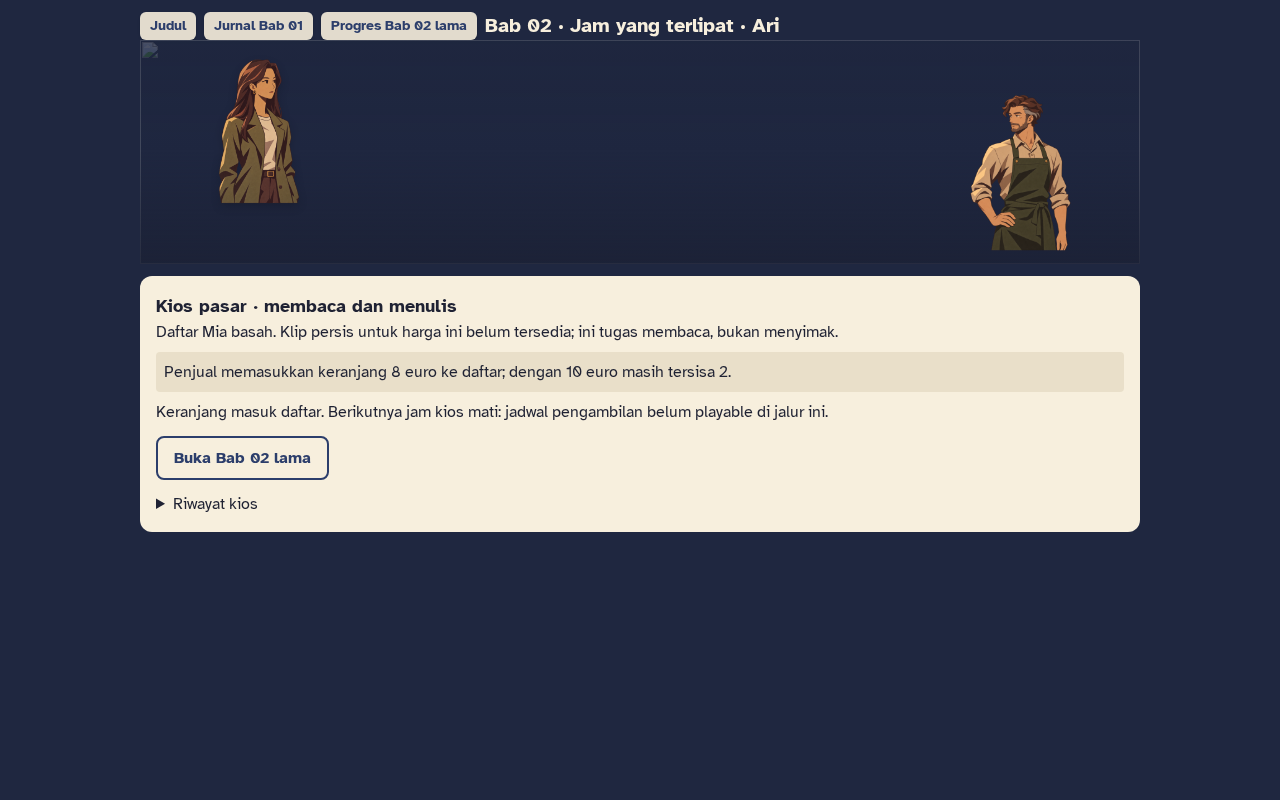 Judul
Jurnal Bab 01
Progres Bab 02 lama
Bab 02 · Jam yang terlipat · Ari
Kios pasar · membaca dan menulis
Daftar Mia basah. Klip persis untuk harga ini belum tersedia; ini tugas membaca, bukan menyimak.
Penjual memasukkan keranjang 8 euro ke daftar; dengan 10 euro masih tersisa 2.
Keranjang masuk daftar. Berikutnya jam kios mati: jadwal pengambilan belum playable di jalur ini.
Buka Bab 02 lama
Riwayat kios